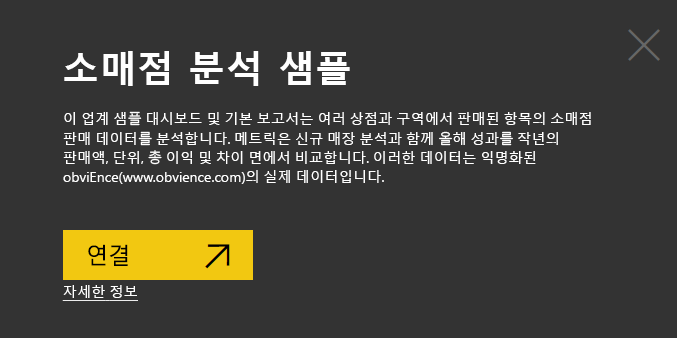 소매점 분석 샘플
이 업계 샘플 대시보드 및 기본 보고서는 여러 상점과 구역에서 판매된 항목의 소매점
판매 데이터를 분석합니다. 메트릭은 신규 매장 분석과 함께 올해 성과를 작년의
판매액, 단위, 총 이익 및 차이 면에서 비교합니다. 이러한 데이터는 익명화된
obviEnce(www.obvience.com)의 실제 데이터입니다.
연결
자세한 정보